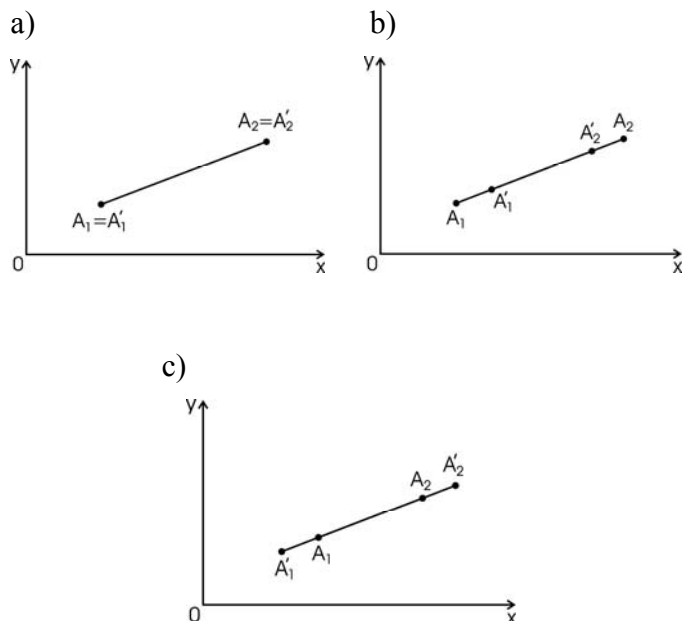 a)
y
A₂=A′₂
A₁=A′₁
0
x
b)
y
A′₂
A₂
A₁
A′₁
0
x
c)
y
A₂
A′₂
A′₁
A₁
0
x